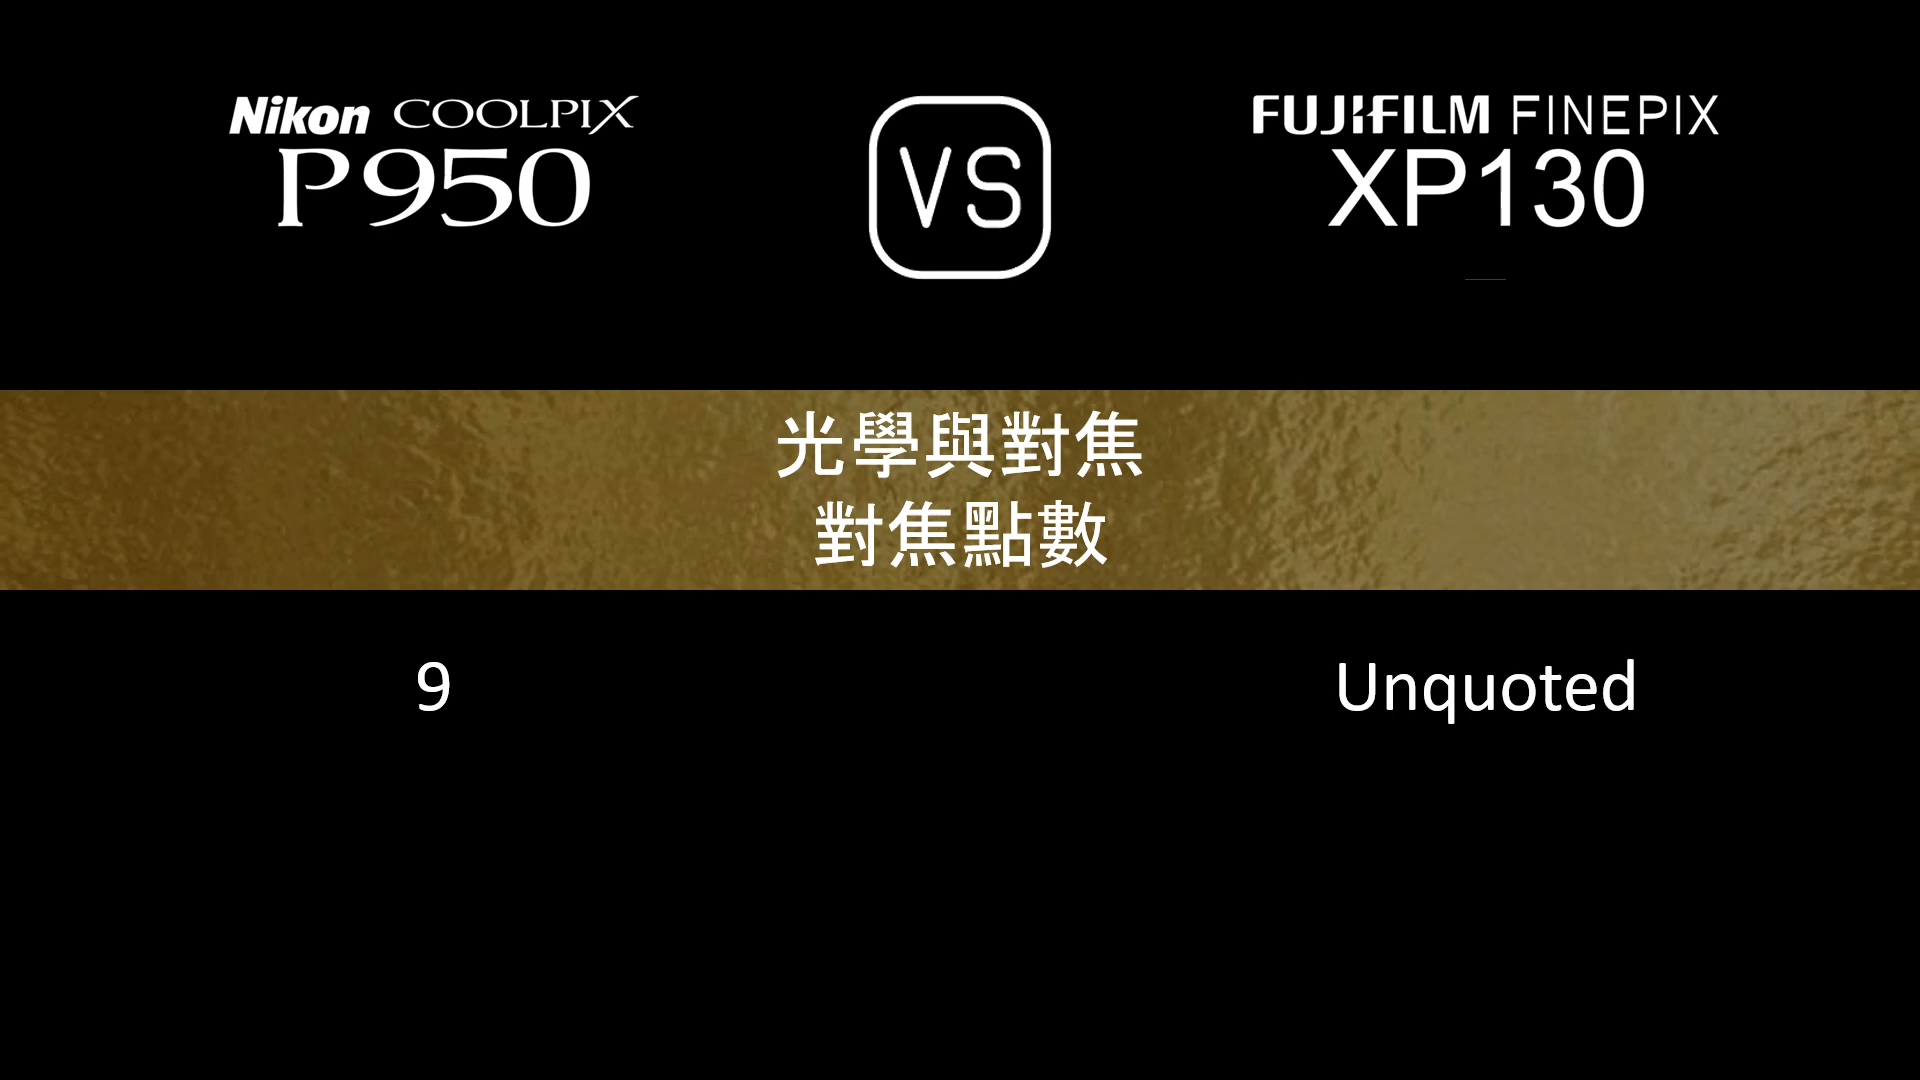 Nikon COOLPIX
P950
VS
FUJIFILM FINEPIX
XP130
光學與對焦
對焦點數
9
Unquoted